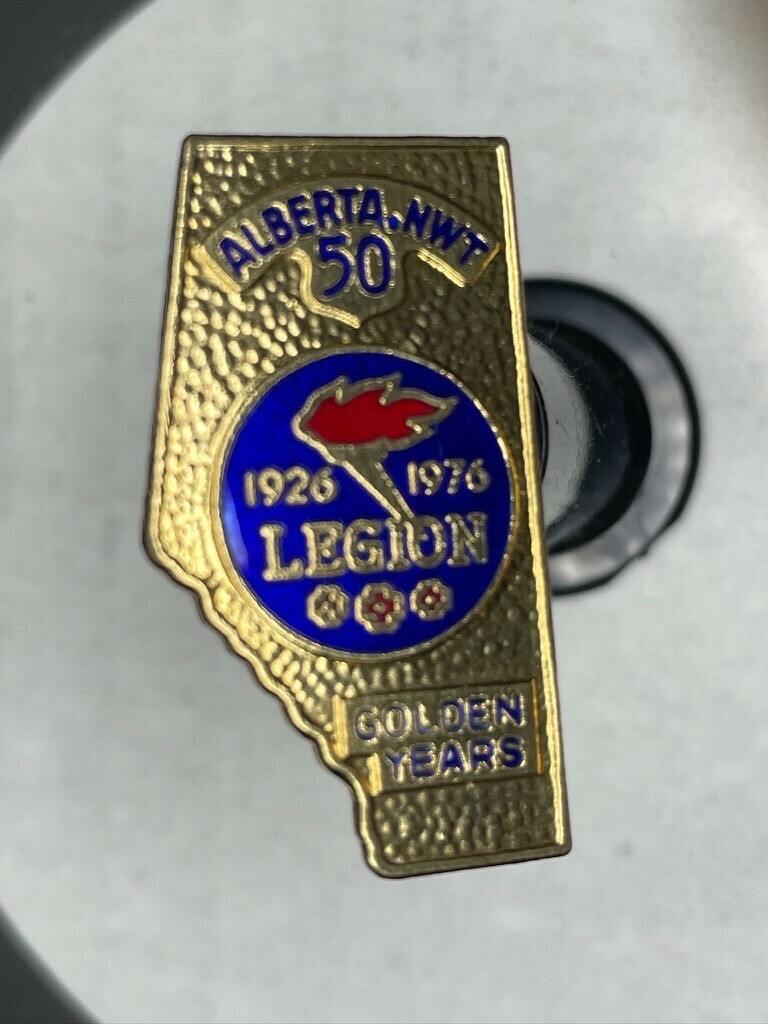 ALBERTA.NWT
50
1926 1976
LEGION
GOLDEN
YEARS